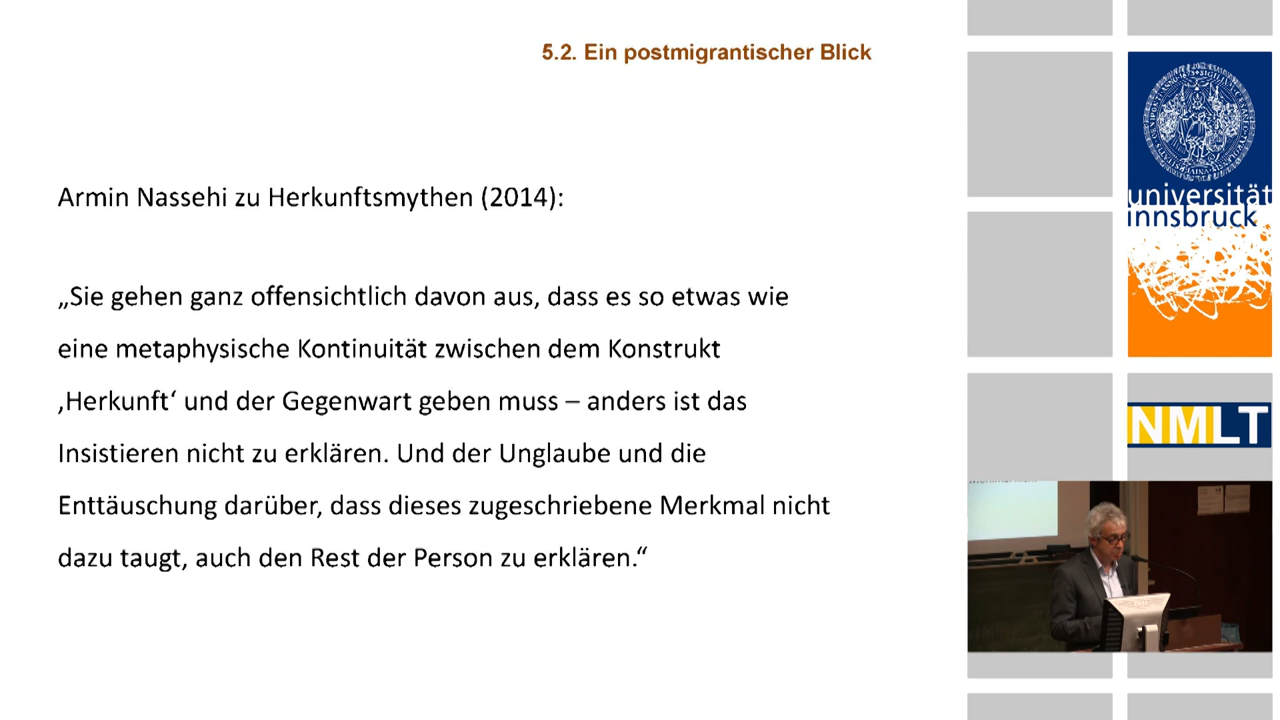 5.2. Ein postmigrantischer Blick
Armin Nassehi zu Herkunftsmythen (2014):
„Sie gehen ganz offensichtlich davon aus, dass es so etwas wie
eine metaphysische Kontinuität zwischen dem Konstrukt
‚Herkunft‘ und der Gegenwart geben muss – anders ist das
Insistieren nicht zu erklären. Und der Unglaube und die
Enttäuschung darüber, dass dieses zugeschriebene Merkmal nicht
dazu taugt, auch den Rest der Person zu erklären.“
universität
innsbruck
NMLT